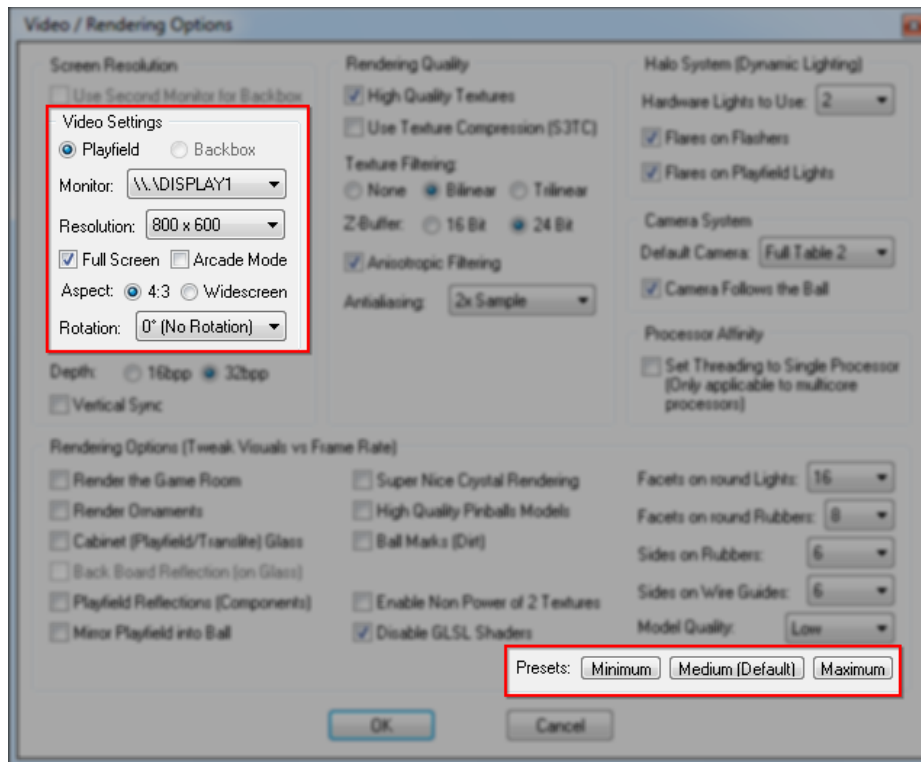 Video / Rendering Options
Screen Resolution
Use Second Monitor for Backbox
Video Settings
Playfield Backbox
Monitor: \\.\DISPLAY1
Resolution: 800 x 600
Full Screen Arcade Mode
Aspect: 4:3 Widescreen
Rotation: 0° (No Rotation)
Depth: 16bpp 32bpp
Vertical Sync
Rendering Quality
High Quality Textures
Use Texture Compression (S3TC)
Texture Filtering:
None Bilinear Trilinear
Z-Buffer: 16 Bit 24 Bit
Anisotropic Filtering
Antialiasing: 2x Sample
Halo System (Dynamic Lighting)
Hardware Lights to Use: 2
Flares on Flashers
Flares on Playfield Lights
Camera System
Default Camera: Full Table 2
Camera Follows the Ball
Processor Affinity
Set Threading to Single Processor
(Only applicable to multicore
processors)
Rendering Options (Tweak Visuals vs Frame Rate)
Render the Game Room
Render Ornaments
Cabinet (Playfield/Translite) Glass
Back Board Reflection (on Glass)
Playfield Reflections (Components)
Mirror Playfield into Ball
Super Nice Crystal Rendering
High Quality Pinballs Models
Ball Marks (Dirt)
Enable Non Power of 2 Textures
Disable GLSL Shaders
Facets on round Lights: 16
Facets on round Rubbers: 8
Sides on Rubbers: 6
Sides on Wire Guides: 6
Model Quality: Low
Presets: Minimum Medium (Default) Maximum
OK Cancel